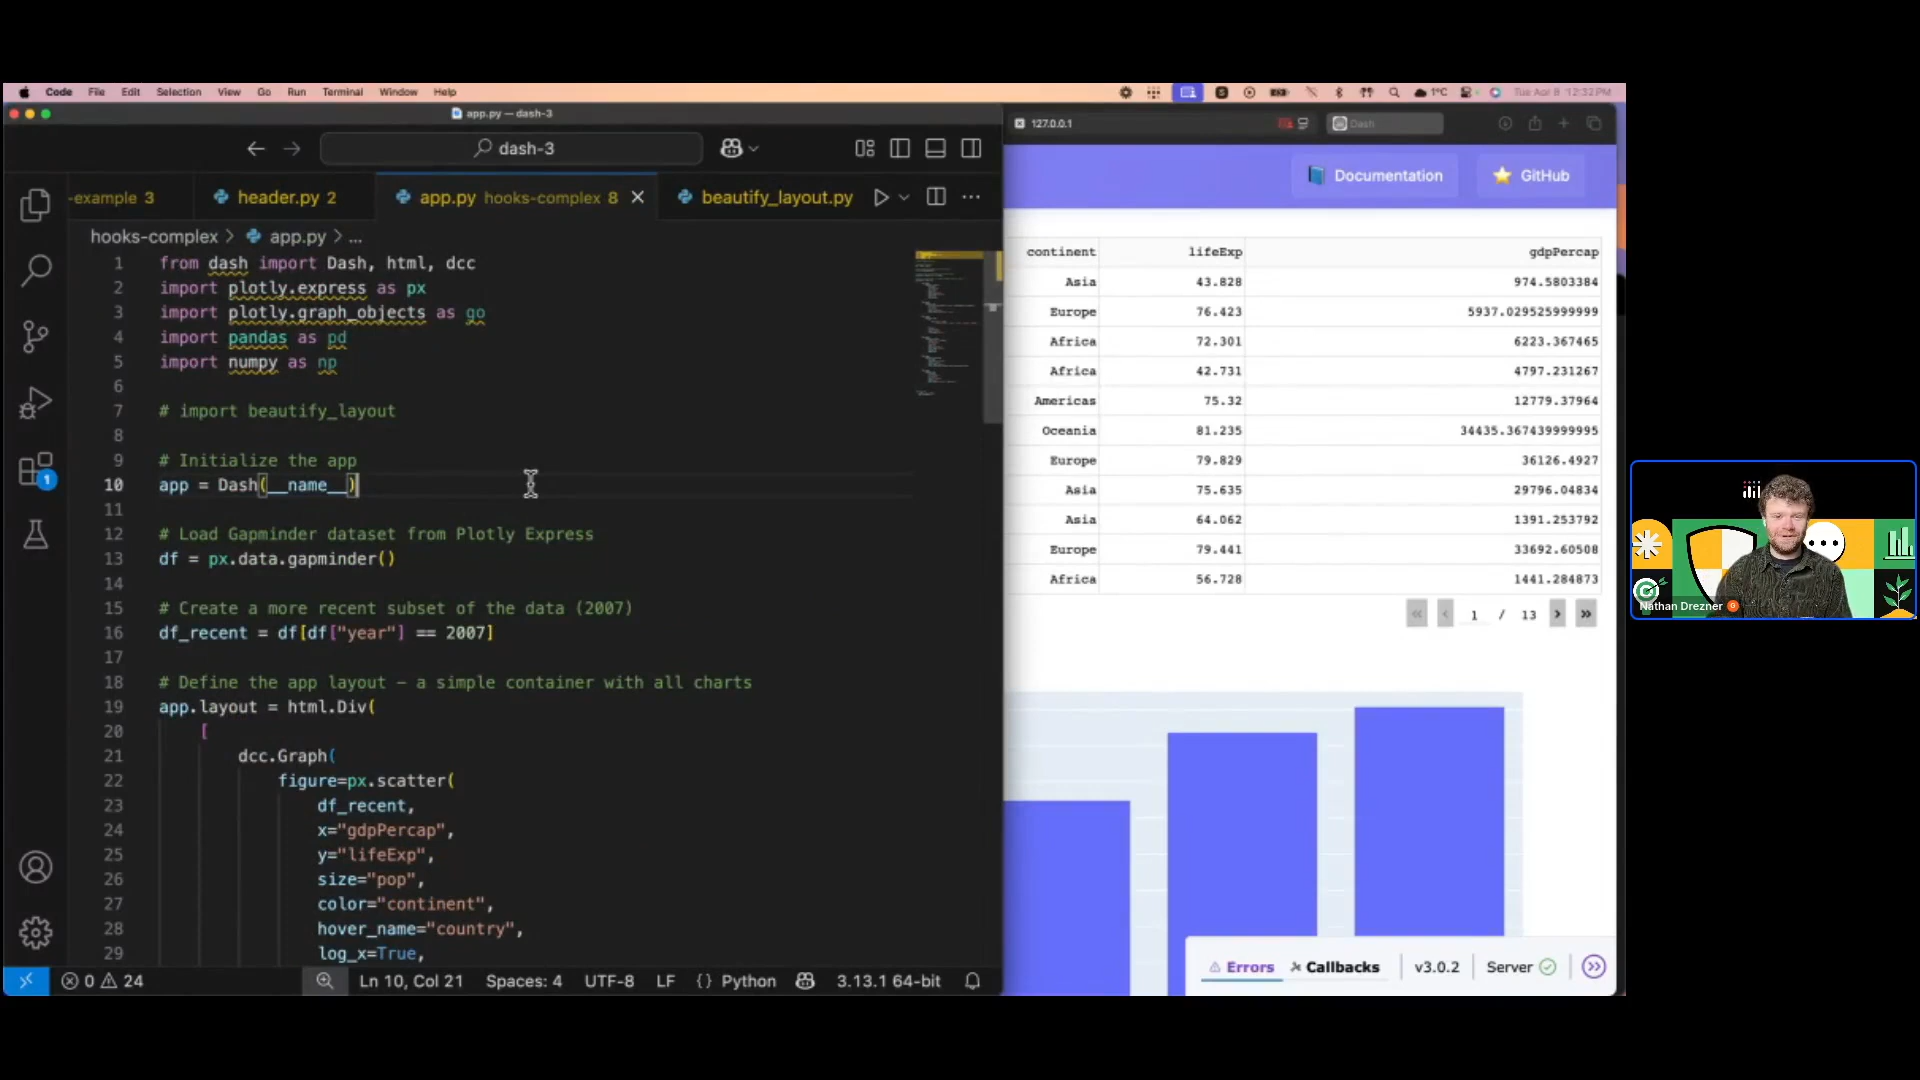 Code File Edit Selection View Go Run Terminal Window Help
1°C Tue Apr 8 12:32PM
app.py — dash-3
dash-3
-example 3 header.py 2 app.py hooks-complex 8 beautify_layout.py
hooks-complex > app.py > ...
1 from dash import Dash, html, dcc
2 import plotly.express as px
3 import plotly.graph_objects as go
4 import pandas as pd
5 import numpy as np
6
7 # import beautify_layout
8
9 # Initialize the app
10 app = Dash(__name__)
11
12 # Load Gapminder dataset from Plotly Express
13 df = px.data.gapminder()
14
15 # Create a more recent subset of the data (2007)
16 df_recent = df[df["year"] == 2007]
17
18 # Define the app layout – a simple container with all charts
19 app.layout = html.Div(
20 [
21 dcc.Graph(
22 figure=px.scatter(
23 df_recent,
24 x="gdpPercap",
25 y="lifeExp",
26 size="pop",
27 color="continent",
28 hover_name="country",
29 log_x=True,
0 24 Ln 10, Col 21 Spaces: 4 UTF-8 LF {} Python 3.13.1 64-bit
1
127.0.0.1 Dash
Documentation GitHub
continent lifeExp gdpPercap
Asia 43.828 974.5803384
Europe 76.423 5937.029525999999
Africa 72.301 6223.367465
Africa 42.731 4797.231267
Americas 75.32 12779.37964
Oceania 81.235 34435.367439999995
Europe 79.829 36126.4927
Asia 75.635 29796.04834
Asia 64.062 1391.253792
Europe 79.441 33692.60508
Africa 56.728 1441.284873
1 / 13
Errors Callbacks v3.0.2 Server
Nathan Drezner